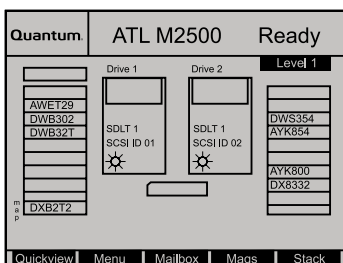 Quantum. ATL M2500 Ready
Level 1
Drive 1 Drive 2
AWET29
DWB302
DWB32T
SDLT 1
SCSI ID 01
SDLT 1
SCSI ID 02
DWS354
AYK854
AYK800
DX8332
map
DXB2T2
Quickview Menu Mailbox Mags Stack